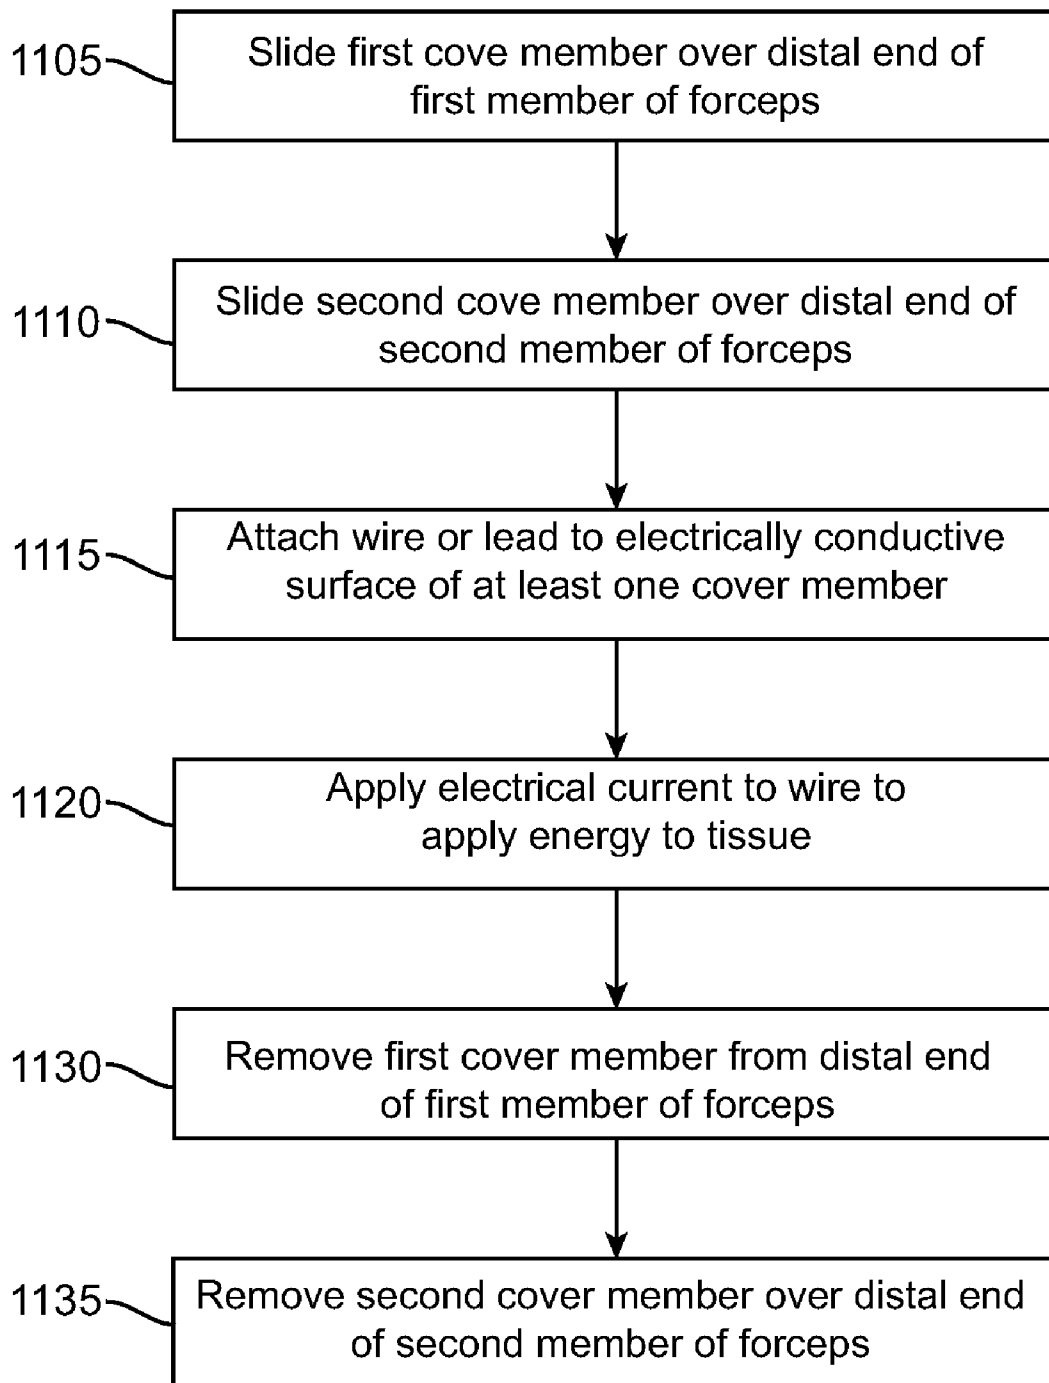 1105
Slide first cove member over distal end of
first member of forceps
1110
Slide second cove member over distal end of
second member of forceps
1115
Attach wire or lead to electrically conductive
surface of at least one cover member
1120
Apply electrical current to wire to
apply energy to tissue
1130
Remove first cover member from distal end
of first member of forceps
1135
Remove second cover member over distal end
of second member of forceps